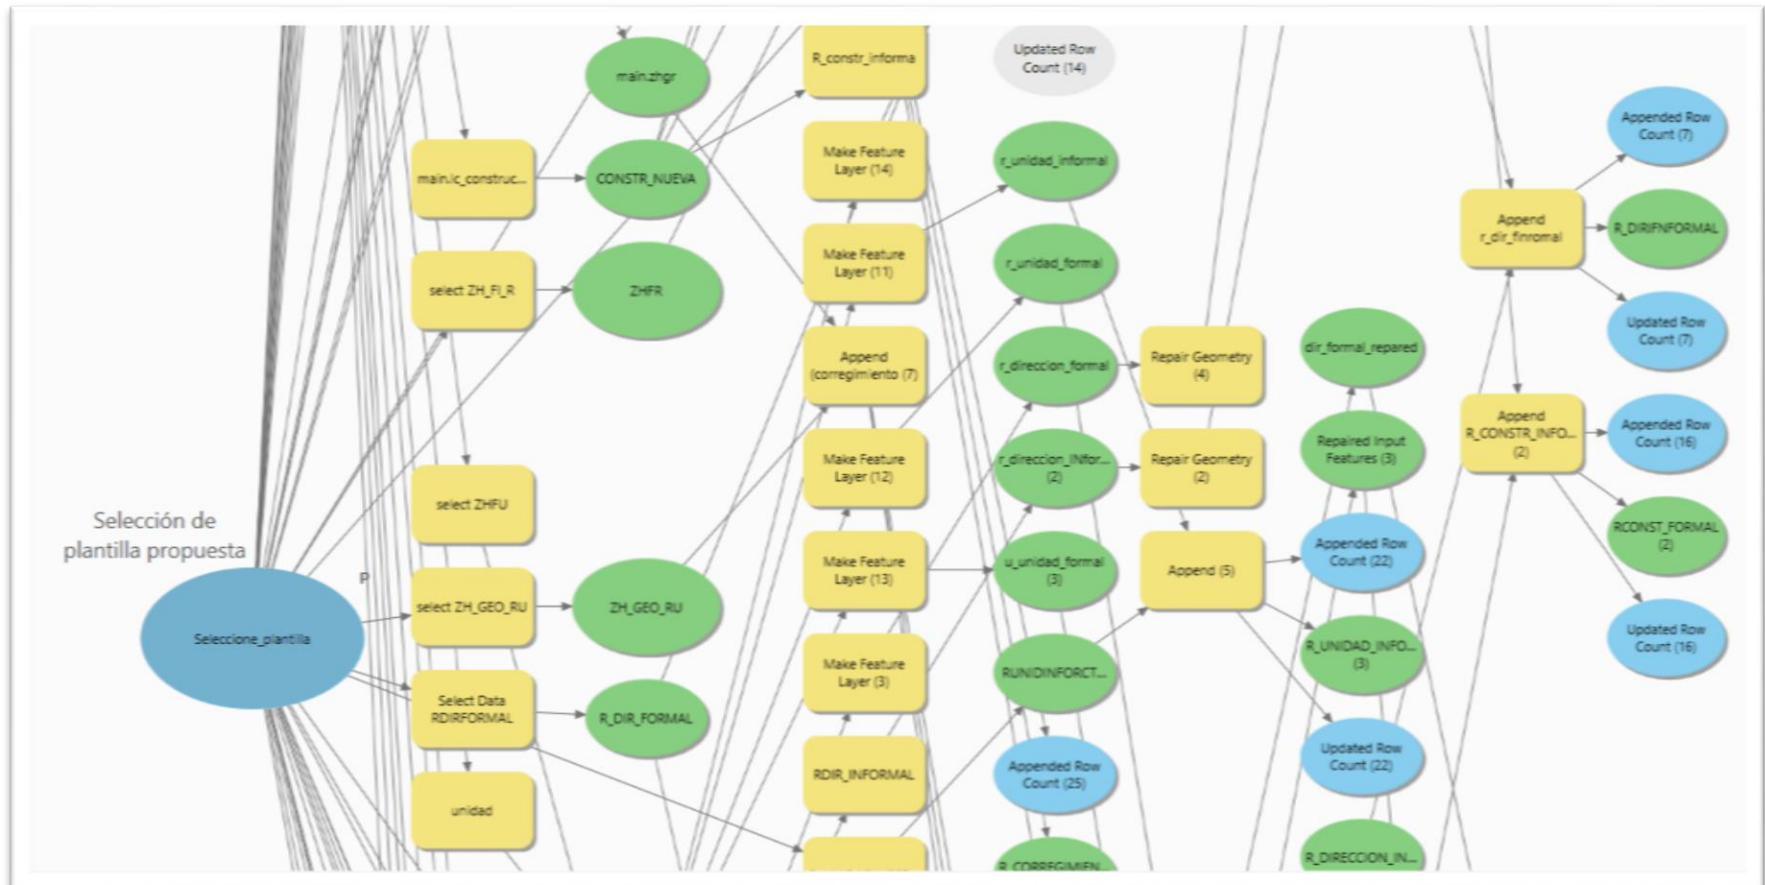 Selección de
plantilla propuesta
P
Seleccione_plantilla
main.lc_construc...
select ZH_FI_R
select ZHFU
select ZH_GEO_RU
Select Data
RDIRFORMAL
unidad
main.zhgr
CONSTR_NUEVA
ZHFR
ZH_GEO_RU
R_DIR_FORMAL
R_constr_informa
Make Feature
Layer (14)
Make Feature
Layer (11)
Append
(corregimiento (7)
Make Feature
Layer (12)
Make Feature
Layer (13)
Make Feature
Layer (3)
RDIR_INFORMAL
Updated Row
Count (14)
r_unidad_informal
r_unidad_formal
r_direccion_formal
r_direccion_INfor...
(2)
u_unidad_formal
(3)
RUNIDINFORCT...
Appended Row
Count (25)
R_CORREGIMIEN...
Repair Geometry
(4)
Repair Geometry
(2)
Append (5)
dir_formal_repared
Repaired Input
Features (3)
Appended Row
Count (22)
R_UNIDAD_INFO...
(3)
Updated Row
Count (22)
R_DIRECCION_IN...
Append
r_dir_finromal
Append
R_CONSTR_INFO...
(2)
Appended Row
Count (7)
R_DIRIFNFORMAL
Updated Row
Count (7)
Appended Row
Count (16)
RCONST_FORMAL
(2)
Updated Row
Count (16)